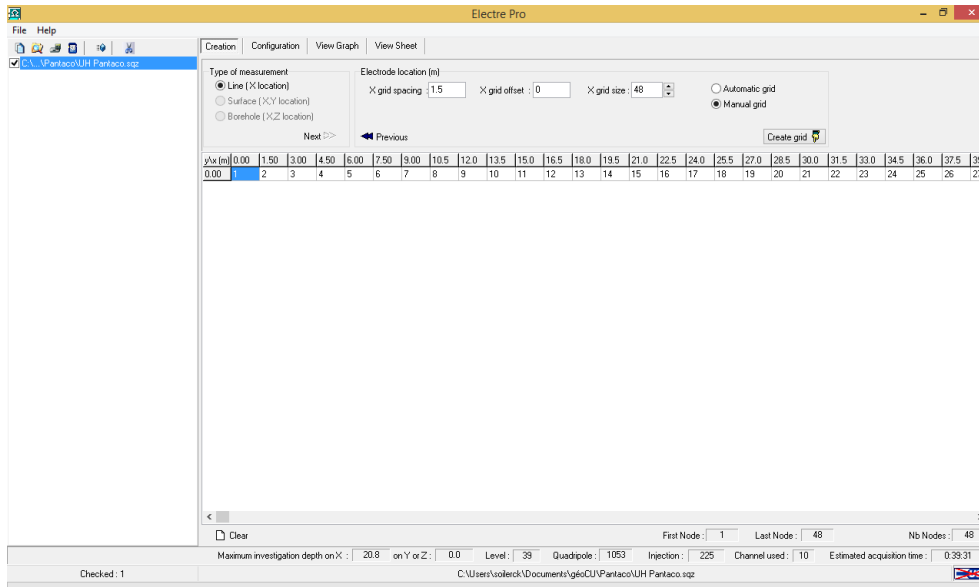 Electre Pro
File Help
C:\...\Pantaco\UH Pantaco.sqz
Creation Configuration View Graph View Sheet
Type of measurement
Line ( X location)
Surface ( X,Y location)
Borehole ( X,Z location)
Next
Electrode location (m)
X grid spacing : 1.5 X grid offset : 0 X grid size : 48
Automatic grid
Manual grid
Previous
Create grid
y\x (m) 0.00 1.50 3.00 4.50 6.00 7.50 9.00 10.5 12.0 13.5 15.0 16.5 18.0 19.5 21.0 22.5 24.0 25.5 27.0 28.5 30.0 31.5 33.0 34.5 36.0 37.5
0.00 1 2 3 4 5 6 7 8 9 10 11 12 13 14 15 16 17 18 19 20 21 22 23 24 25 26
Clear
First Node : 1 Last Node : 48 Nb Nodes : 48
Maximum investigation depth on X : 20.8 on Y or Z : 0.0 Level : 39 Quadripole : 1053 Injection : 225 Channel used : 10 Estimated acquisition time : 0:39:31
Checked : 1
C:\Users\soilerck\Documents\géoCU\Pantaco\UH Pantaco.sqz